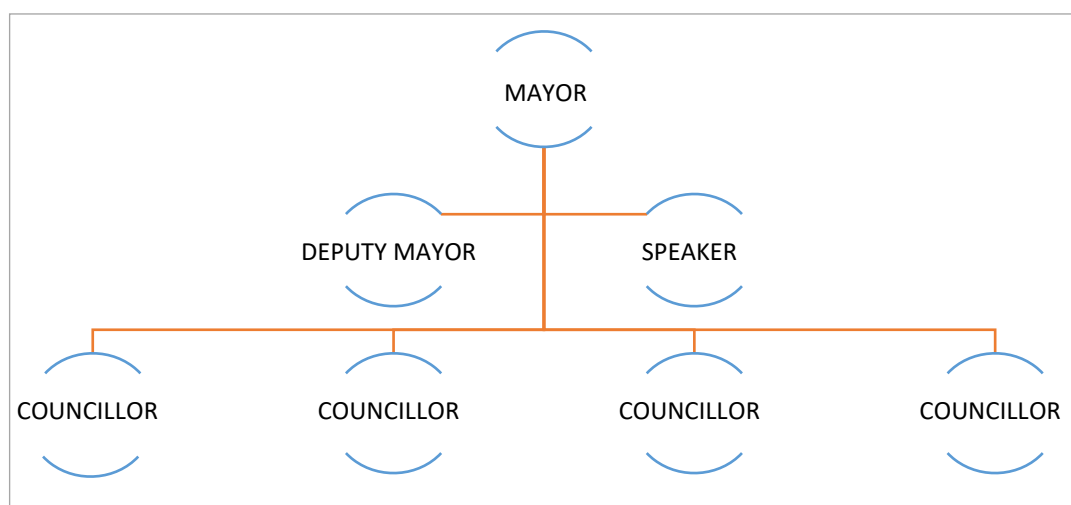 MAYOR
DEPUTY MAYOR
SPEAKER
COUNCILLOR
COUNCILLOR
COUNCILLOR
COUNCILLOR